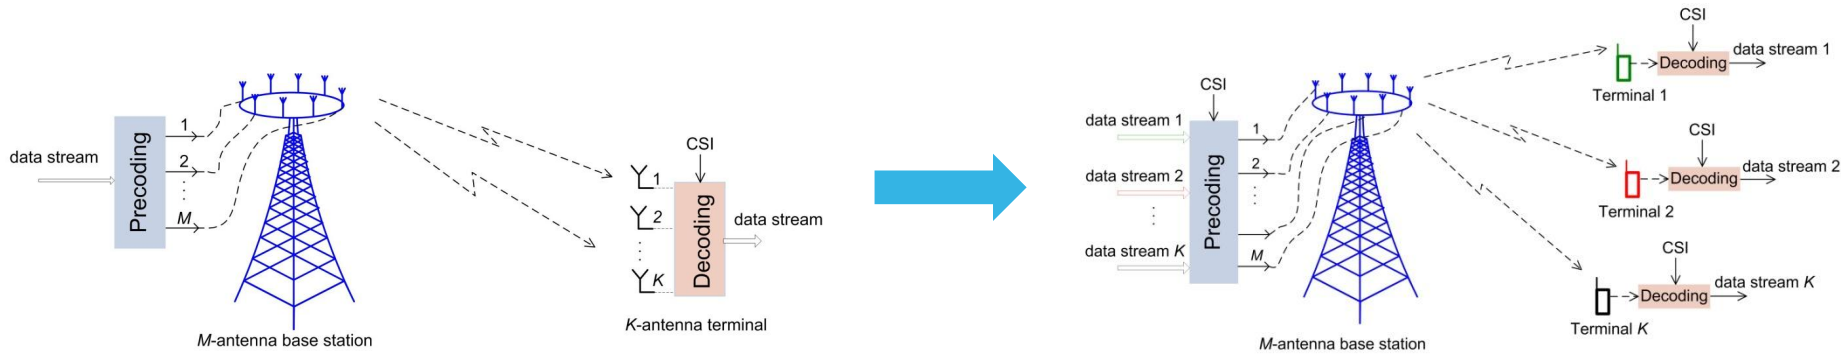 data stream
Precoding
1
2
M
M-antenna base station
CSI
1
2
K
Decoding
data stream
K-antenna terminal
data stream 1
data stream 2
data stream K
CSI
Precoding
1
2
M
M-antenna base station
CSI
Decoding
data stream 1
Terminal 1
CSI
Decoding
data stream 2
Terminal 2
CSI
Decoding
data stream K
Terminal K